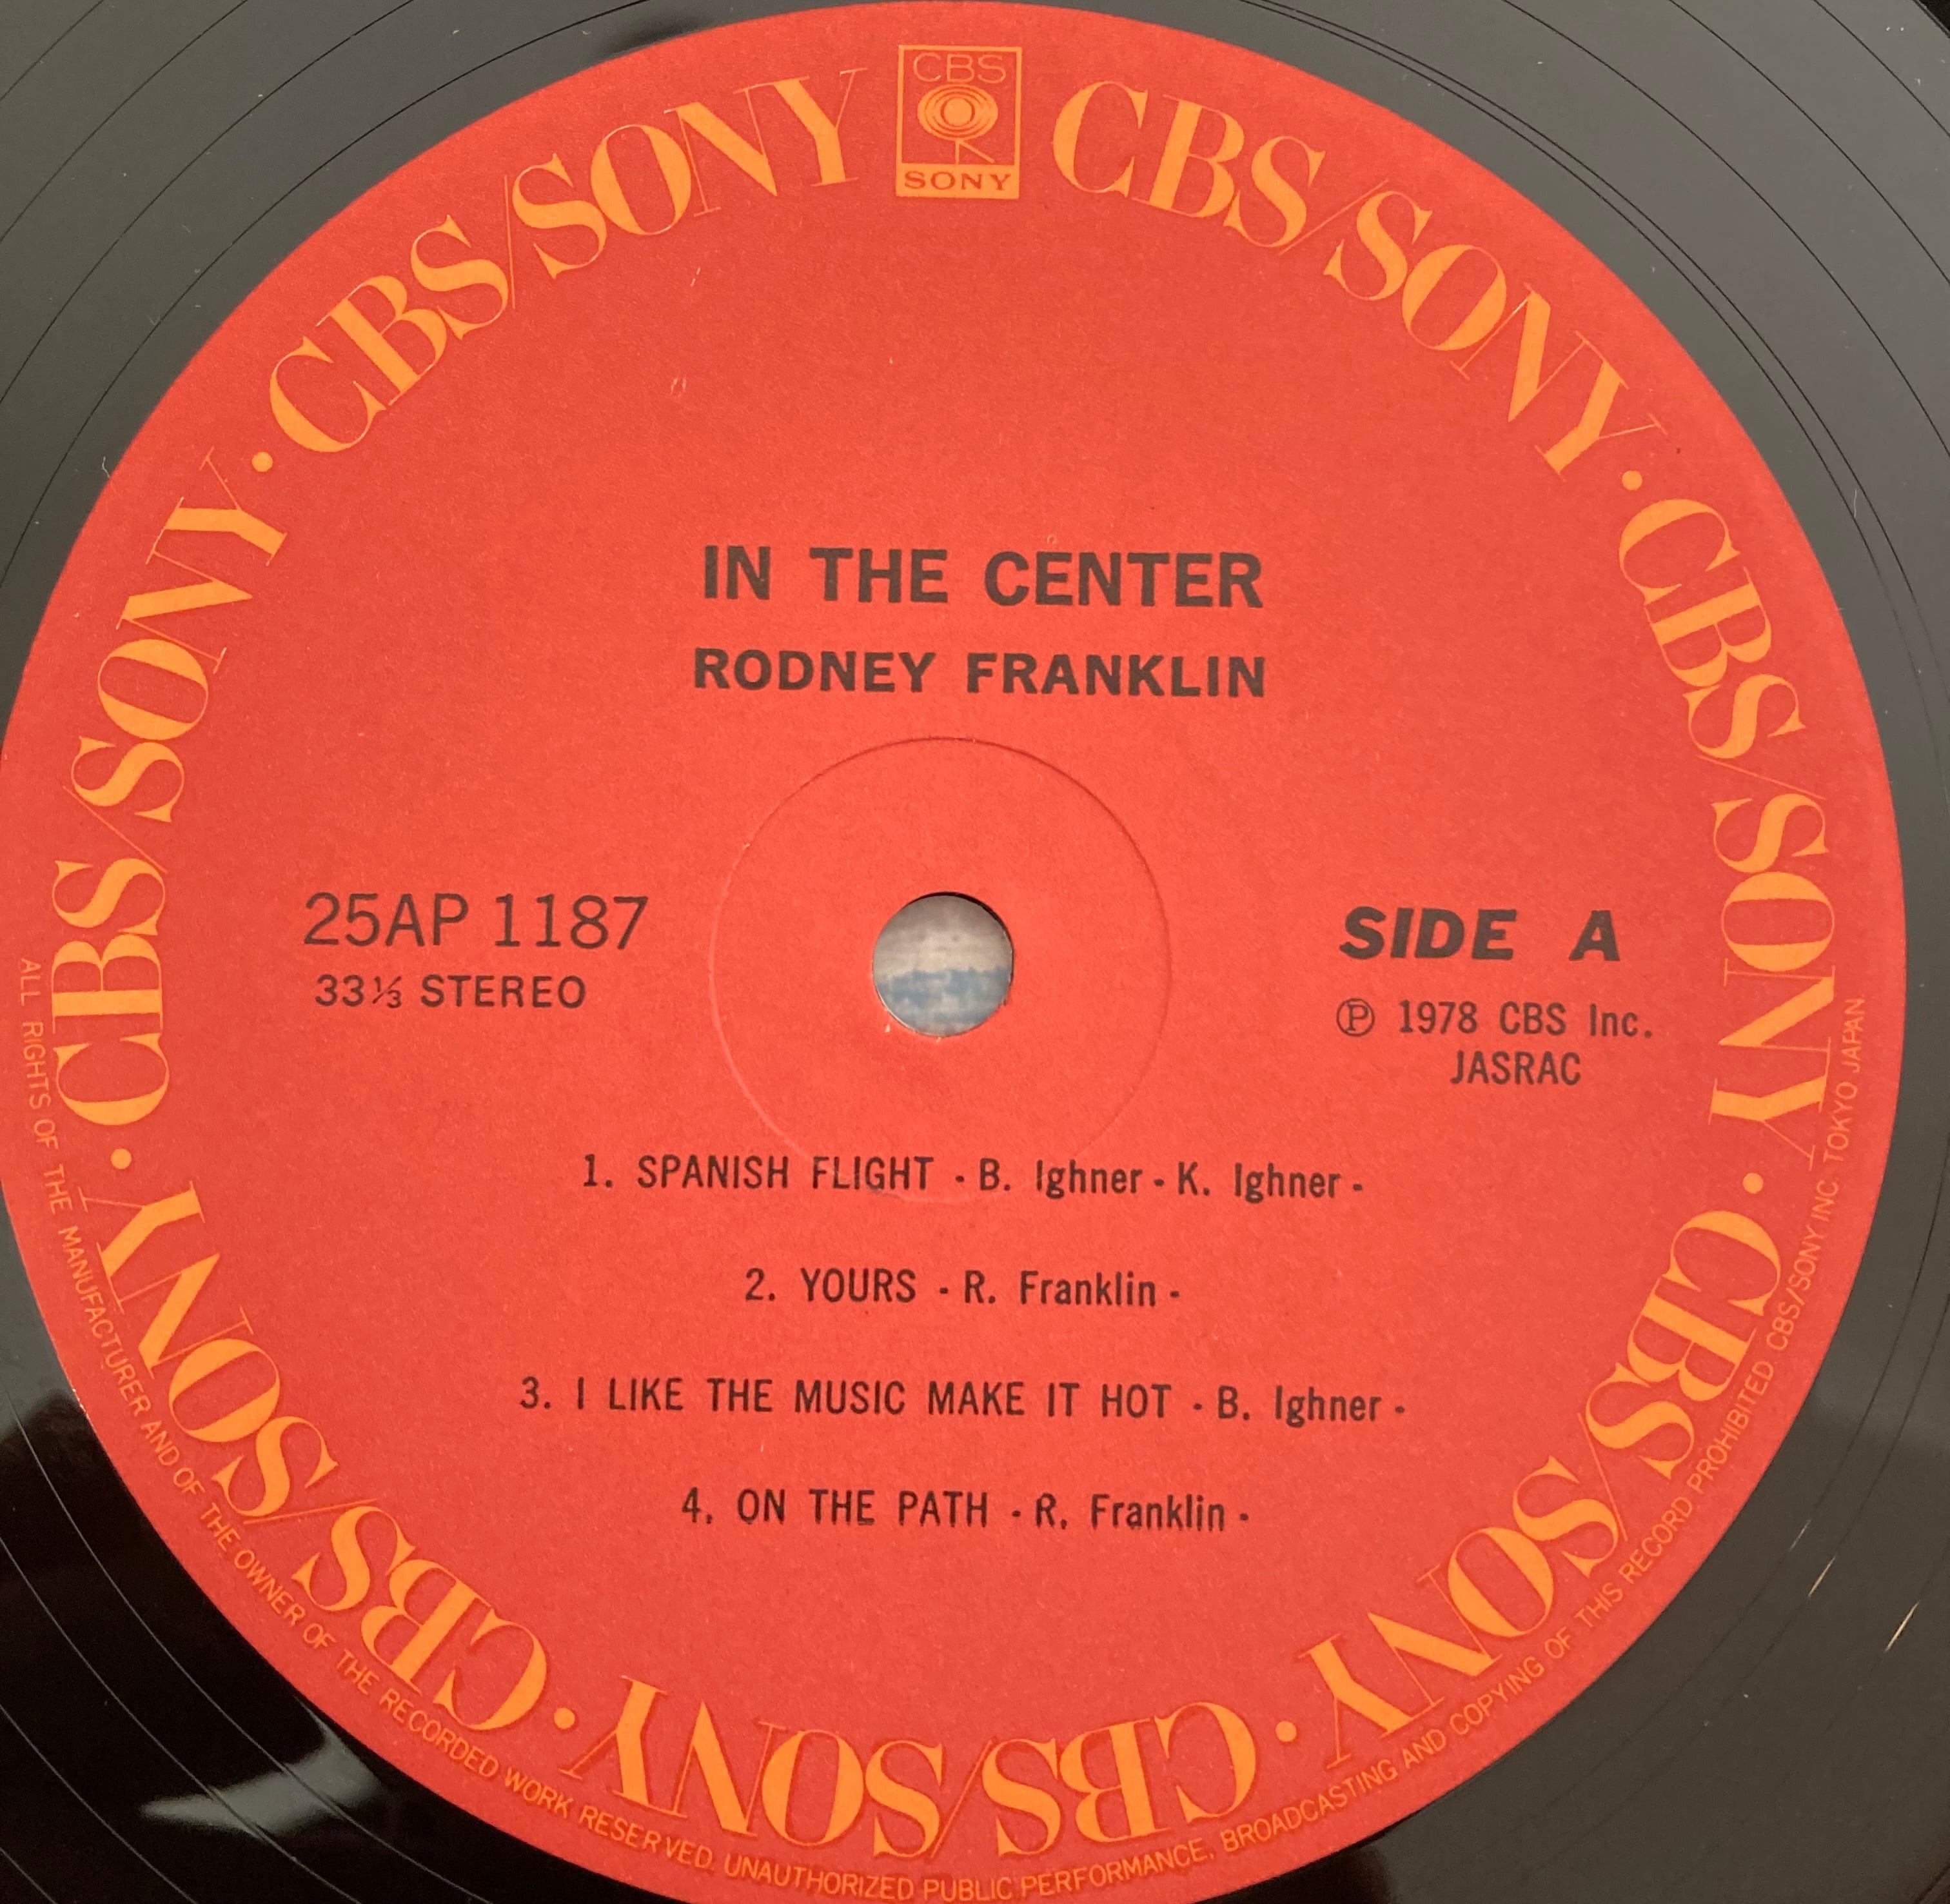 CBS
SONY
CBS/SONY · CBS/SONY · CBS/SONY · CBS/SONY · CBS/SONY · CBS/SONY · CBS/SONY
IN THE CENTER
RODNEY FRANKLIN
25AP 1187
33⅓ STEREO
SIDE A
℗ 1978 CBS Inc.
JASRAC
1. SPANISH FLIGHT - B. Ighner - K. Ighner -
2. YOURS - R. Franklin -
3. I LIKE THE MUSIC MAKE IT HOT - B. Ighner -
4. ON THE PATH - R. Franklin -
ALL RIGHTS OF THE MANUFACTURER AND OF THE OWNER OF THE RECORDED WORK RESERVED. UNAUTHORIZED PUBLIC PERFORMANCE, BROADCASTING AND COPYING OF THIS RECORD PROHIBITED. CBS/SONY INC. TOKYO JAPAN